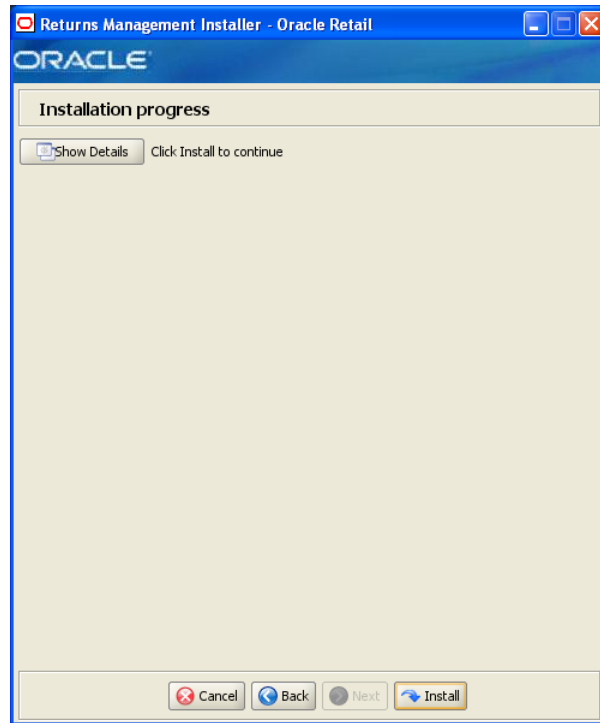 Returns Management Installer - Oracle Retail
ORACLE
Installation progress
Show Details Click Install to continue
Cancel Back Next Install